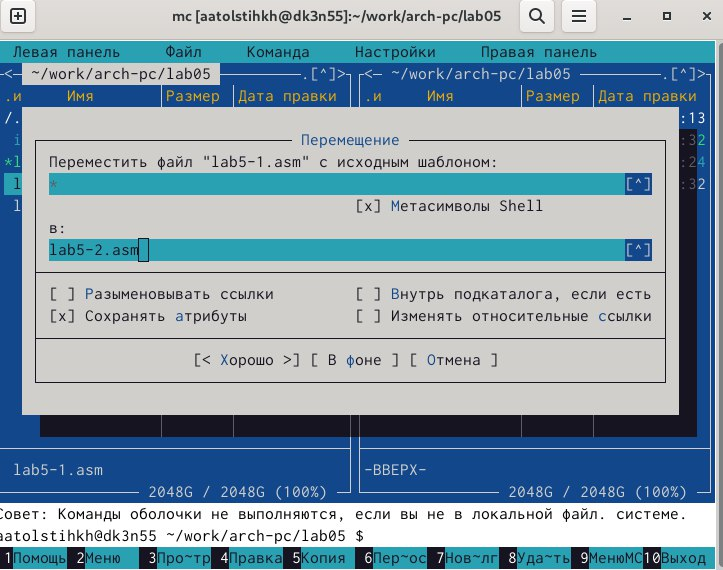 mc [aatolstihkh@dk3n55]:~/work/arch-pc/lab05
Левая панель Файл Команда Настройки Правая панель
<— ~/work/arch-pc/lab05 .[^]> <— ~/work/arch-pc/lab05 .[^]>
.и Имя Размер Дата правки .и Имя Размер Дата правки
/. :13
Перемещение
i :32
Переместить файл "lab5-1.asm" с исходным шаблоном:
*l :24
* [^]
l :32
l [x] Метасимволы Shell
в:
lab5-2.asm [^]
[ ] Разыменовывать ссылки [ ] Внутрь подкаталога, если есть
[x] Сохранять атрибуты [ ] Изменять относительные ссылки
[< Хорошо >] [ В фоне ] [ Отмена ]
lab5-1.asm -ВВЕРХ-
2048G / 2048G (100%) 2048G / 2048G (100%)
Совет: Команды оболочки не выполняются, если вы не в локальной файл. системе.
aatolstihkh@dk3n55 ~/work/arch-pc/lab05 $
1Помощь 2Меню 3Про~тр 4Правка 5Копия 6Пер~ос 7Нов~лг 8Уда~ть 9МенюMC 10Выход